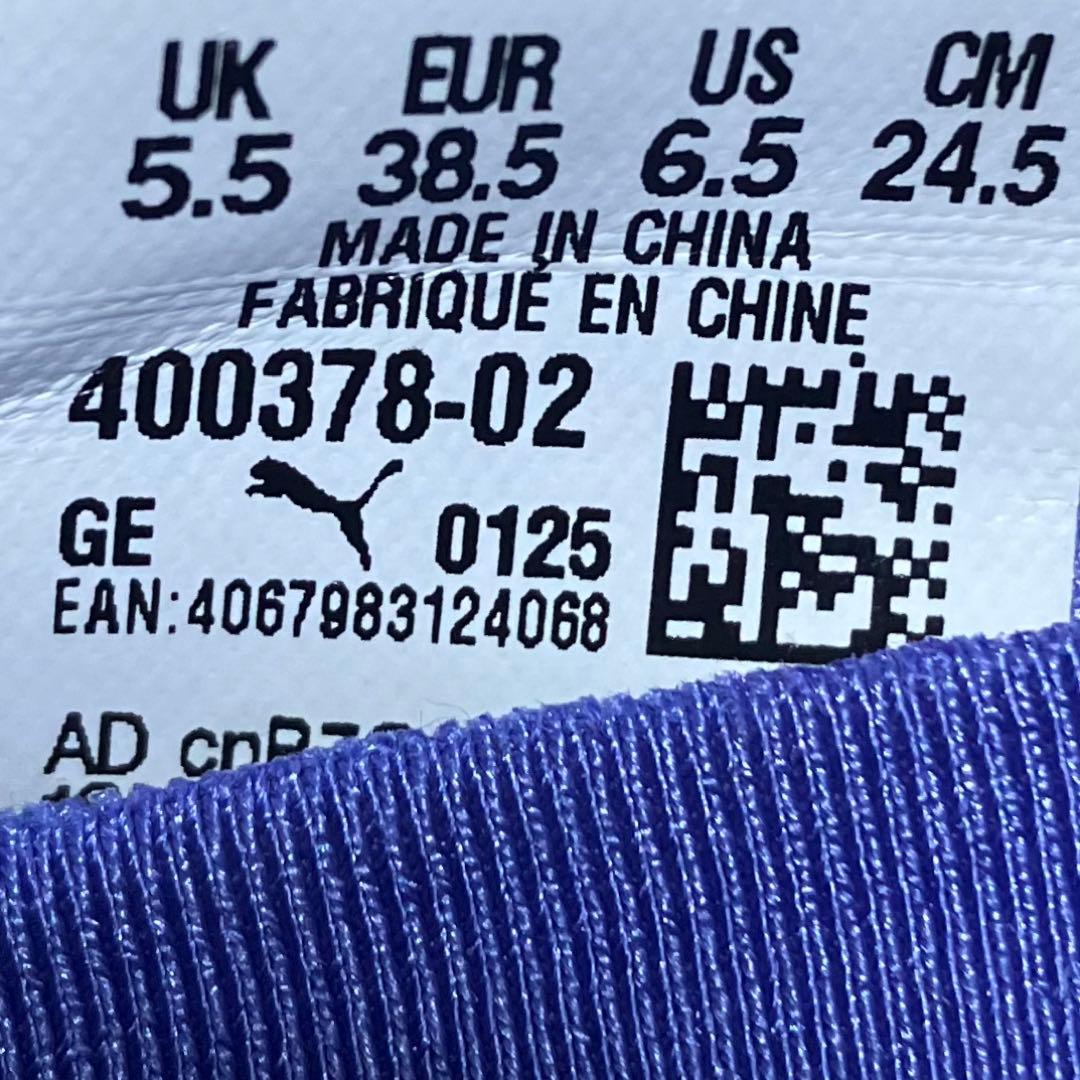 UK EUR US CM
5.5 38.5 6.5 24.5
MADE IN CHINA
FABRIQUÉ EN CHINE
400378-02
GE 0125
EAN:4067983124068
AD